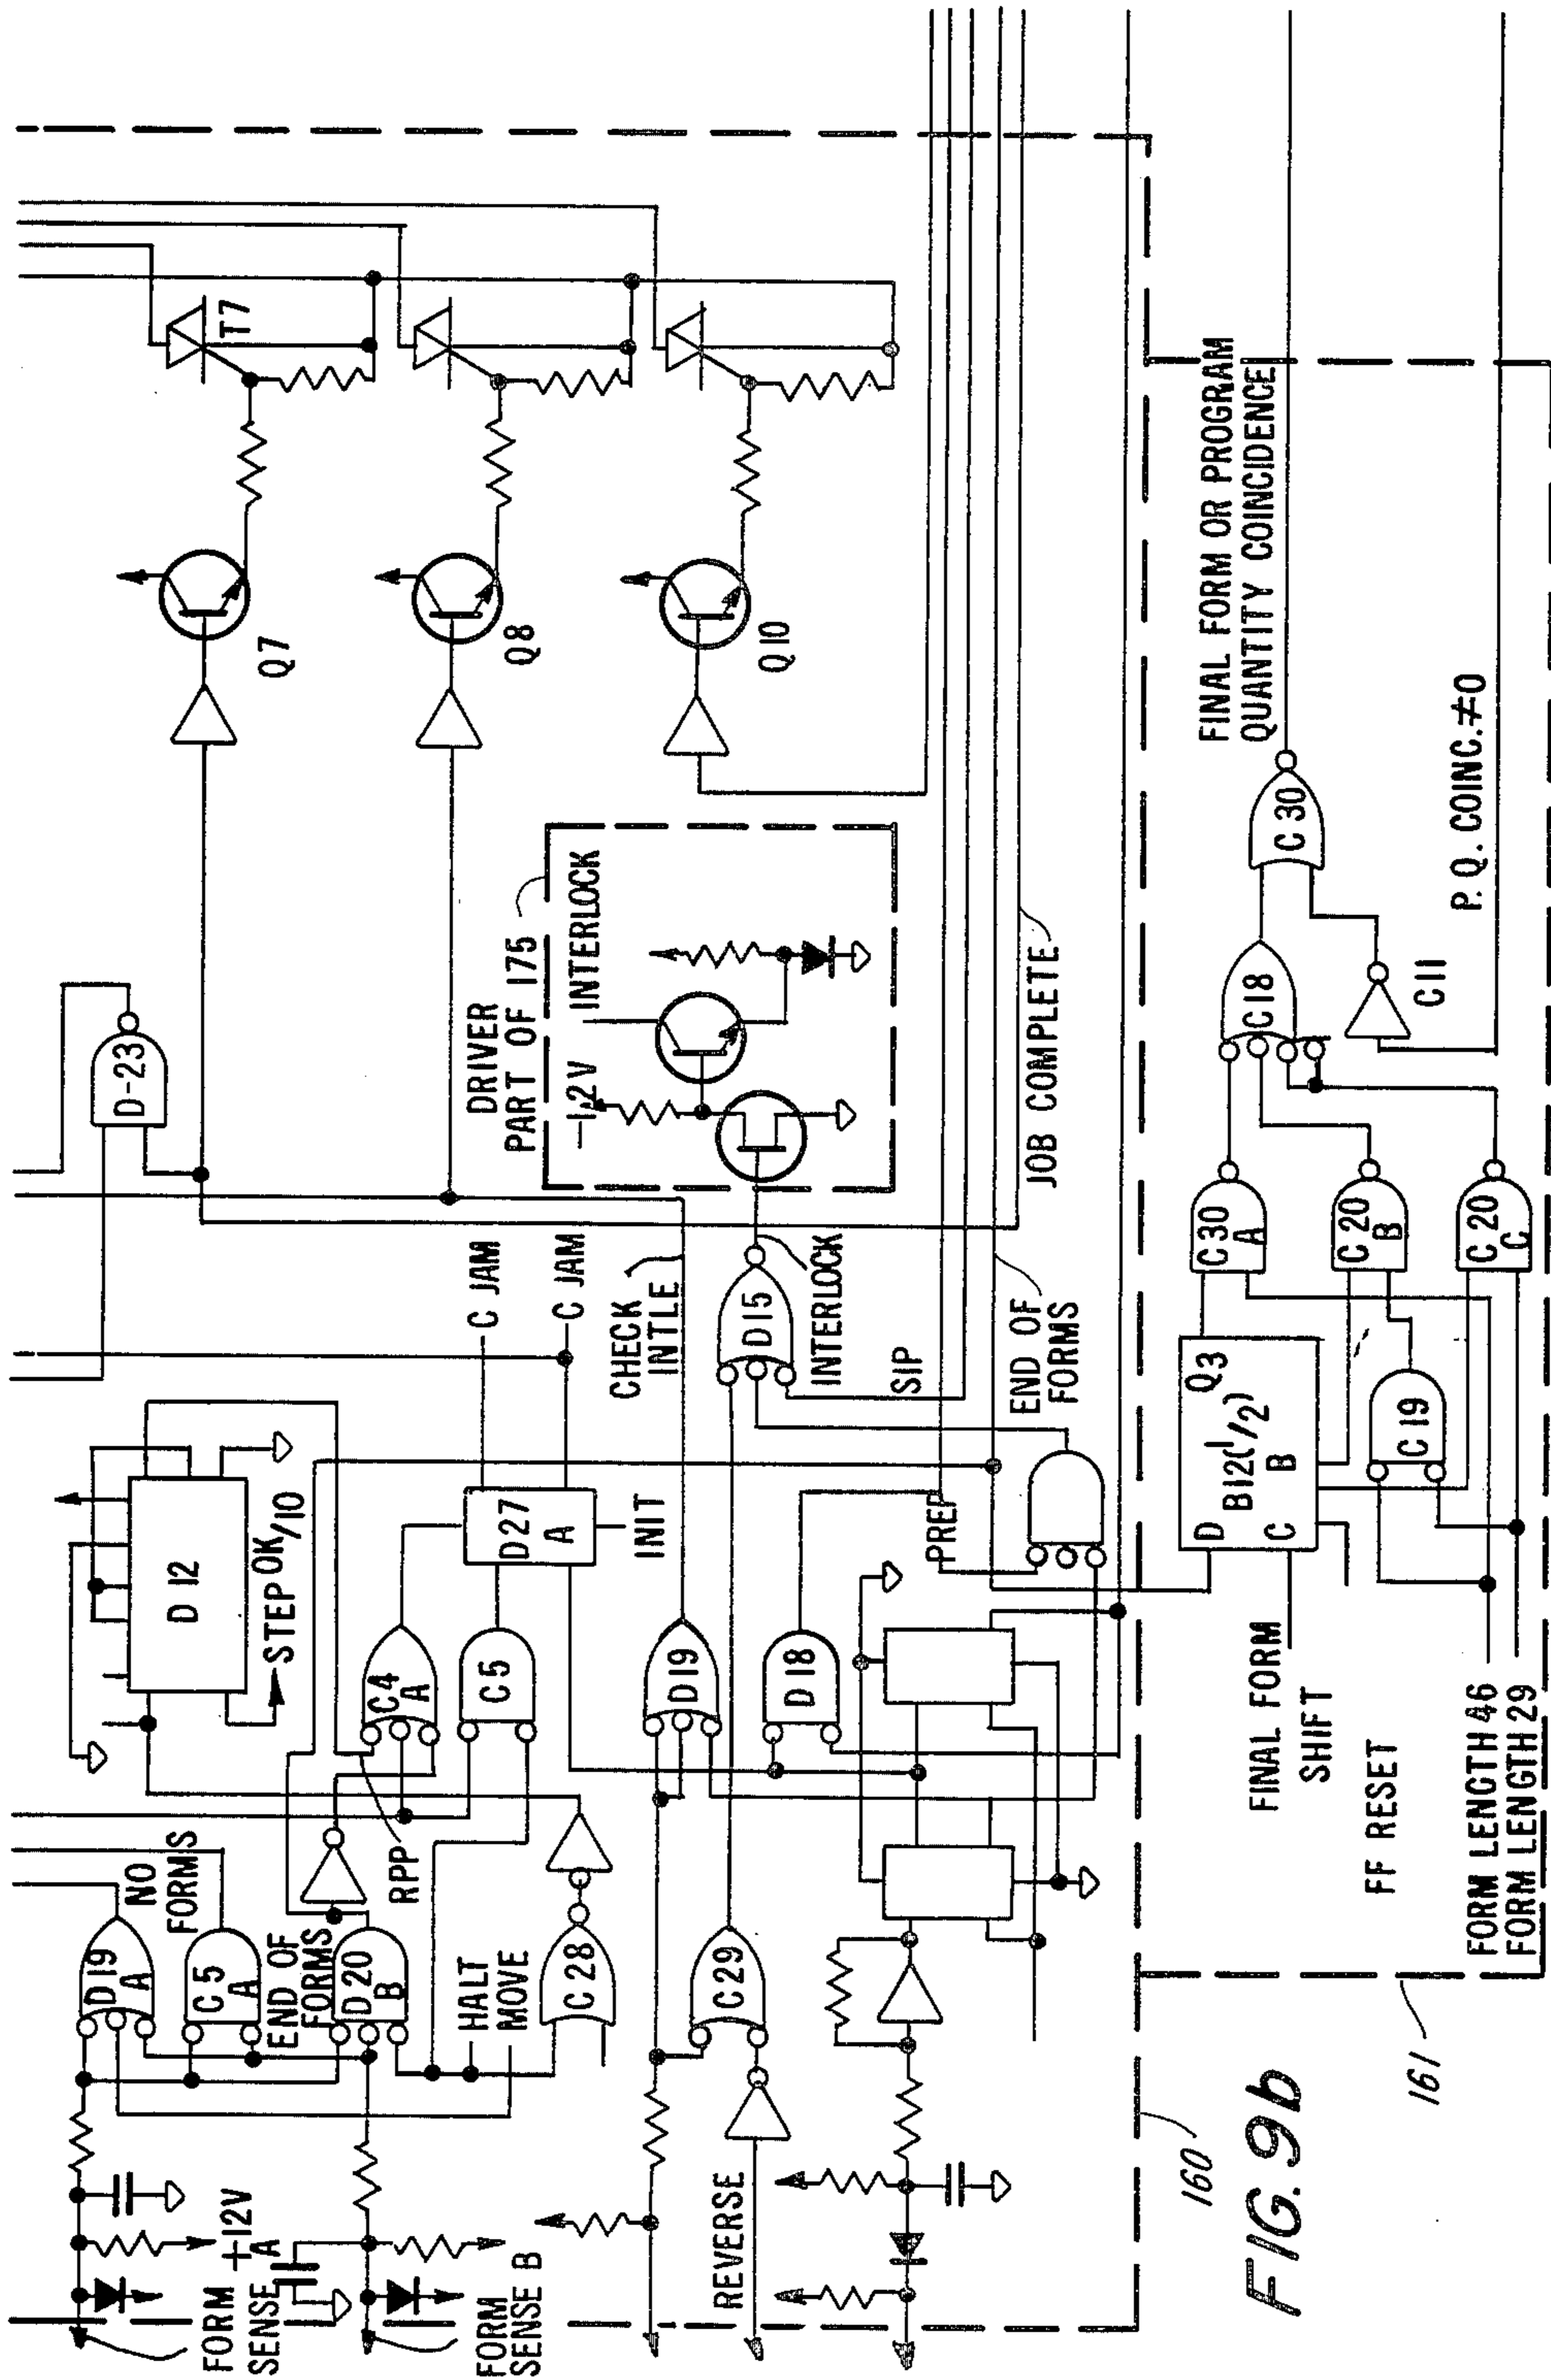 FORM
SENSE A
+12V
FORM
SENSE B
REVERSE
D19
A
NO
FORMS
C5
A
END OF
FORMS
D20
B
RPP
HALT
MOVE
C28
C29
D12
STEP OK/10
C4
A
C5
D27
A
INIT
C JAM
C JAM
D19
D18
CHECK
INTLE
D15
INTERLOCK
SIP
END OF
FORMS
D-23
DRIVER
PART OF 175
-12V
INTERLOCK
JOB COMPLETE
Q7
Q8
Q10
T7
160
FIG. 9b
161
FINAL FORM
SHIFT
FF RESET
FORM LENGTH 46
FORM LENGTH 29
D
Q3
B12(1/2)
C
B
C19
C30
A
C20
B
C20
C
C18
C11
C30
P. Q. COINC. ≠0
FINAL FORM OR PROGRAM
QUANTITY COINCIDENCE